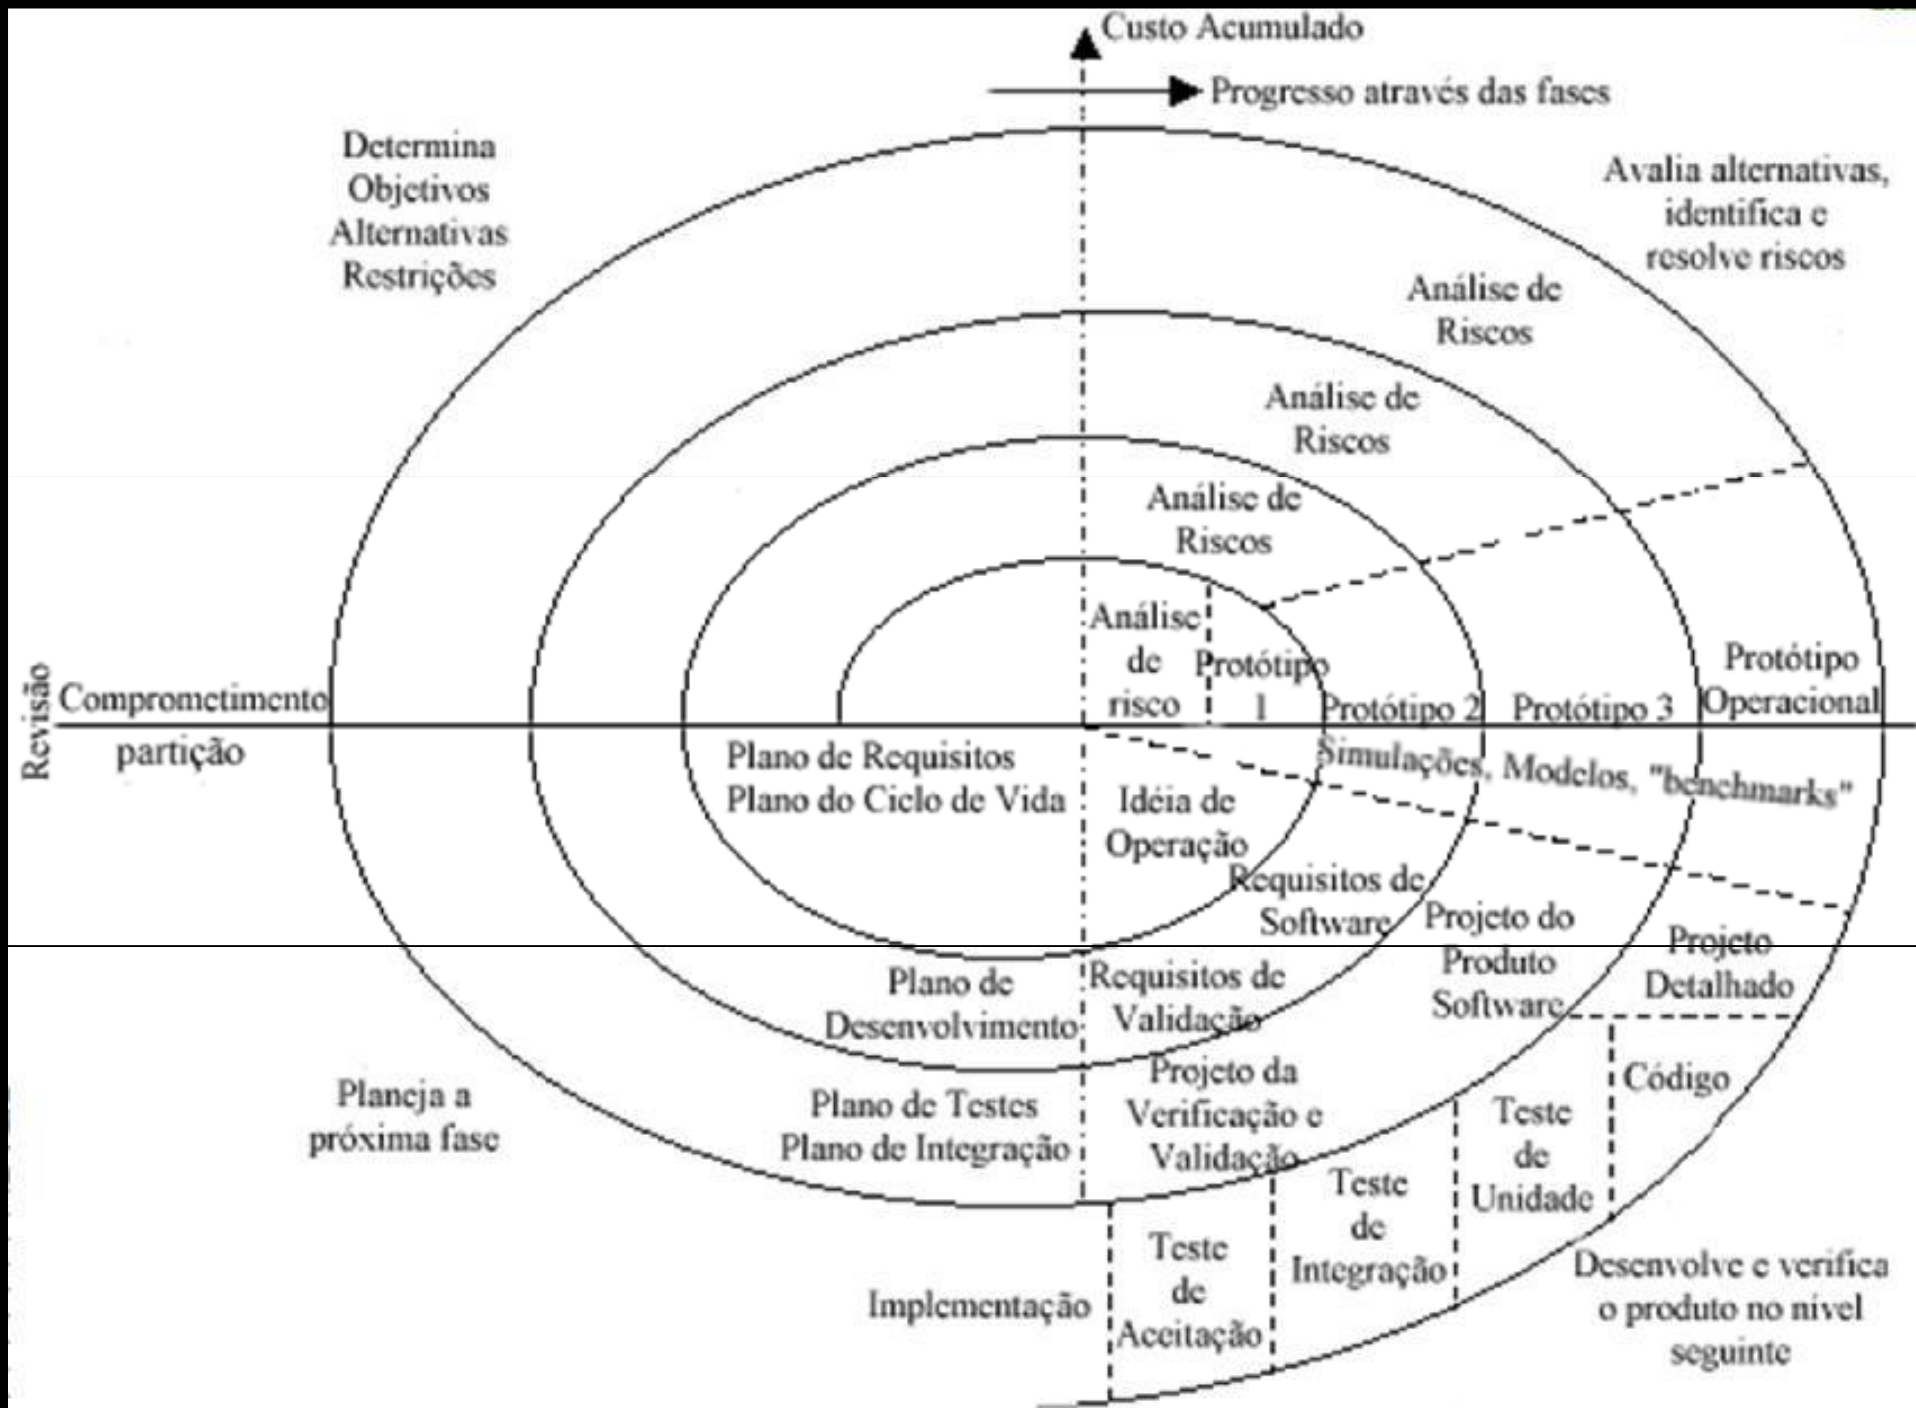 Custo Acumulado
Progresso através das fases
Determina
Objetivos
Alternativas
Restrições
Avalia alternativas,
identifica e
resolve riscos
Análise de
Riscos
Análise de
Riscos
Análise de
Riscos
Análise
de
risco
Protótipo
1
Protótipo 2
Protótipo 3
Protótipo
Operacional
Revisão
Comprometimento
partição
Simulações, Modelos, "benchmarks"
Plano de Requisitos
Plano do Ciclo de Vida
Idéia de
Operação
Requisitos de
Software
Projeto do
Produto
Software
Projeto
Detalhado
Plano de
Desenvolvimento
Requisitos de
Validação
Código
Planeja a
próxima fase
Plano de Testes
Plano de Integração
Projeto da
Verificação e
Validação
Teste
de
Unidade
Teste
de
Integração
Teste
de
Aceitação
Implementação
Desenvolve e verifica
o produto no nível
seguinte